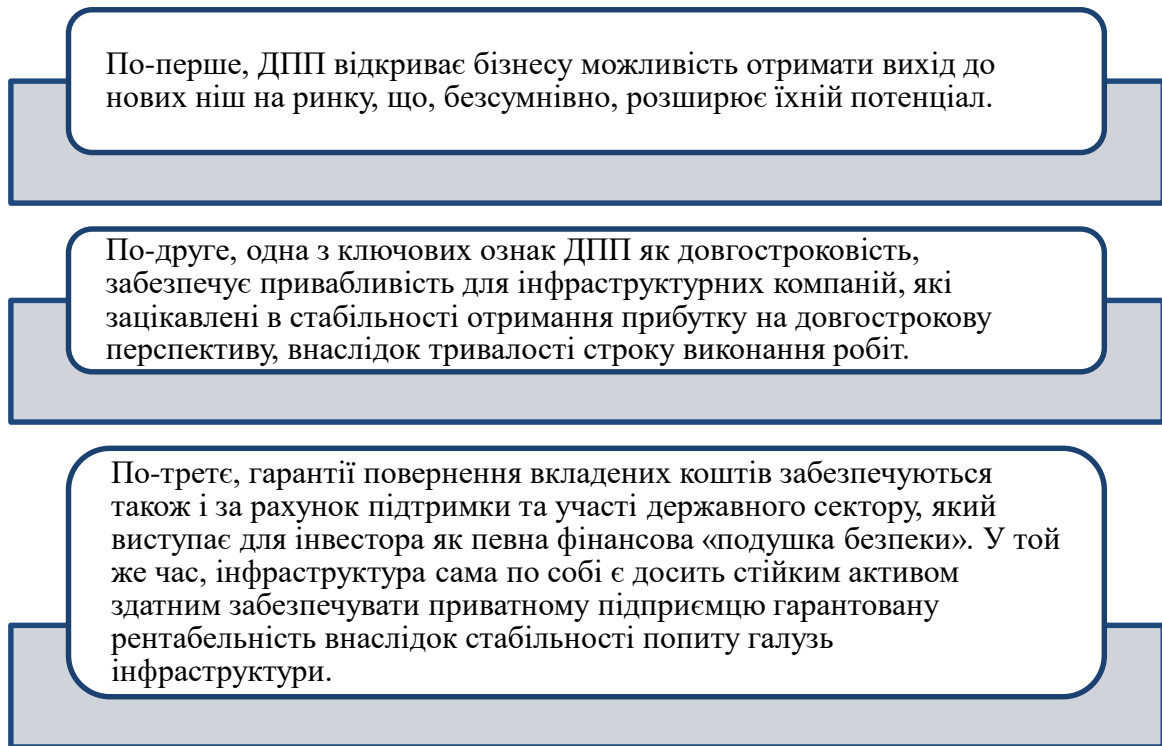 По-перше, ДПП відкриває бізнесу можливість отримати вихід до
нових ніш на ринку, що, безсумнівно, розширює їхній потенціал.
По-друге, одна з ключових ознак ДПП як довгостроковість,
забезпечує привабливість для інфраструктурних компаній, які
зацікавлені в стабільності отримання прибутку на довгострокову
перспективу, внаслідок тривалості строку виконання робіт.
По-третє, гарантії повернення вкладених коштів забезпечуються
також і за рахунок підтримки та участі державного сектору, який
виступає для інвестора як певна фінансова «подушка безпеки». У той
же час, інфраструктура сама по собі є досить стійким активом
здатним забезпечувати приватному підприємцю гарантовану
рентабельність внаслідок стабільності попиту галузь
інфраструктури.